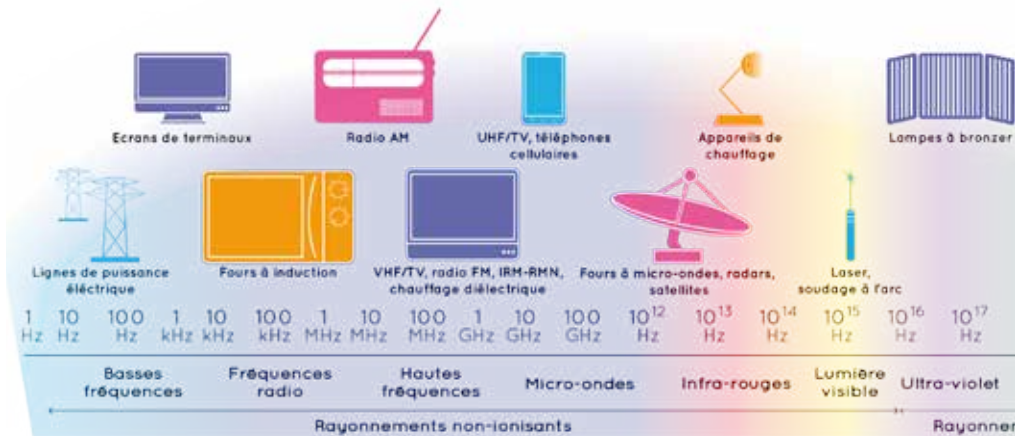 Ecrans de terminaux
Radio AM
UHF/TV, téléphones
cellulaires
Appareils de
chauffage
Lampes à bronzer
Lignes de puissance
éléctrique
Fours à induction
VHF/TV, radio FM, IRM-RMN,
chauffage diélectrique
Fours à micro-ondes, radars,
satellites
Laser,
soudage à l'arc
1 10 100 1 10 100 1 10 100 1 10 100 10¹² 10¹³ 10¹⁴ 10¹⁵ 10¹⁶ 10¹⁷
Hz Hz Hz kHz kHz kHz MHz MHz MHz GHz GHz GHz Hz Hz Hz Hz Hz Hz
Basses
fréquences
Fréquences
radio
Hautes
fréquences
Micro-ondes
Infra-rouges
Lumière
visible
Ultra-violet
Rayonnements non-ionisants